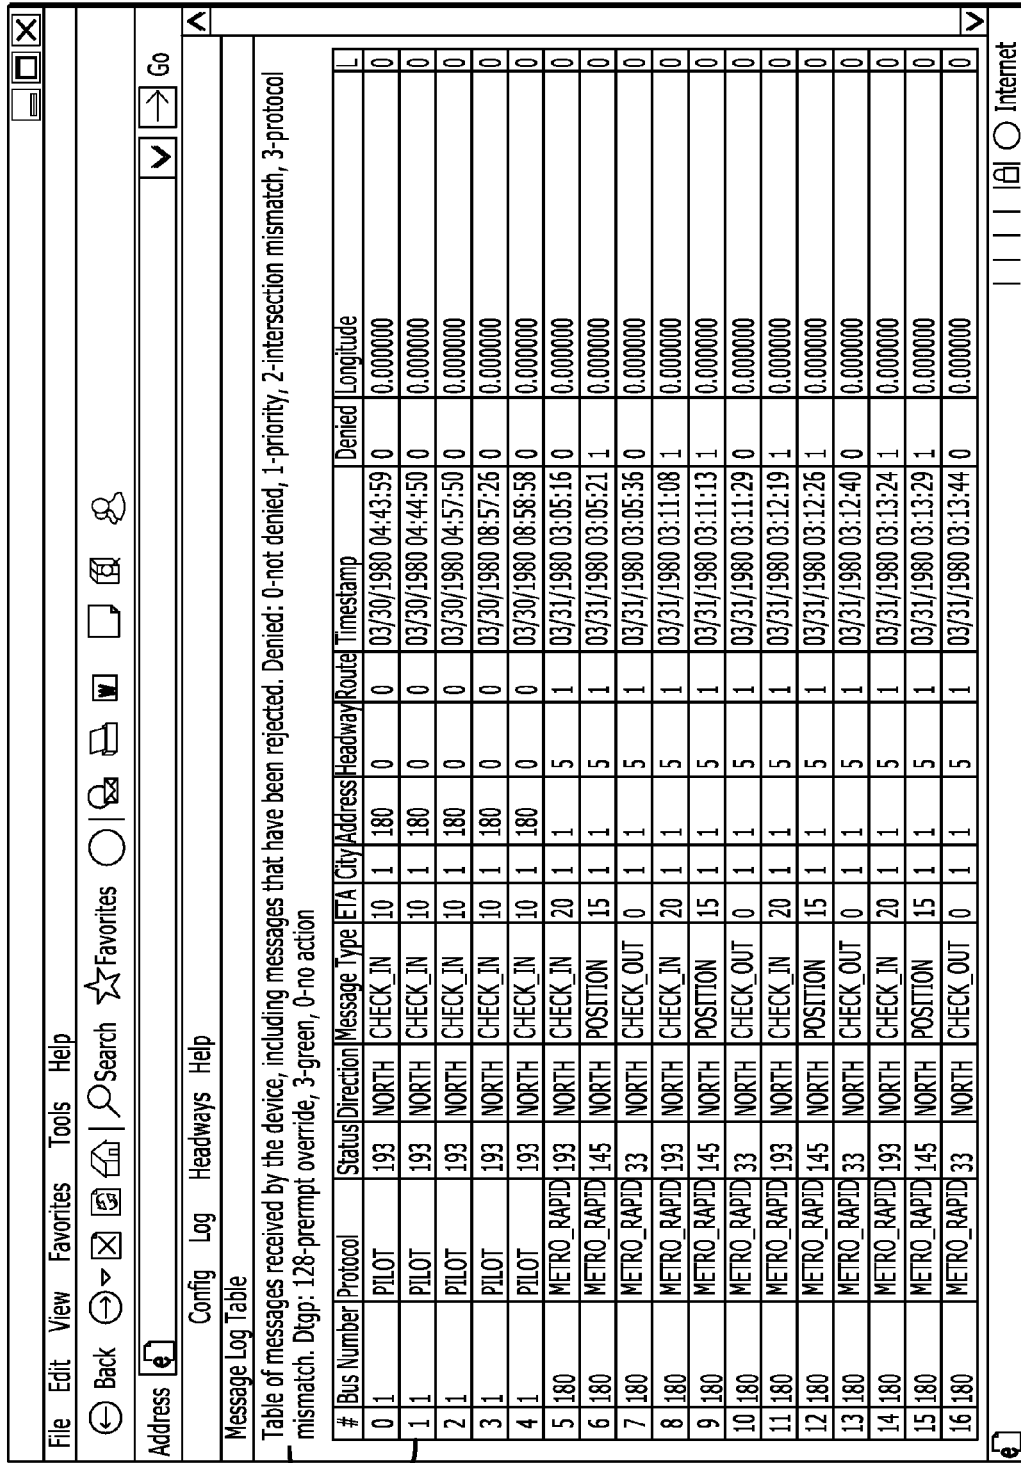 File Edit View Favorites Tools Help
Back Search Favorites W
Address e Go
Config Log Headways Help
Message Log Table
Table of messages received by the device, including messages that have been rejected. Denied: 0-not denied, 1-priority, 2-intersection mismatch, 3-protocol
mismatch. Dtgp: 128-prermpt override, 3-green, 0-no action
# Bus Number Protocol Status Direction Message Type ETA City Address Headway Route Timestamp Denied Longitude L
0 1 PILOT 193 NORTH CHECK_IN 10 1 180 0 0 03/30/1980 04:43:59 0 0.000000 0
1 1 PILOT 193 NORTH CHECK_IN 10 1 180 0 0 03/30/1980 04:44:50 0 0.000000 0
2 1 PILOT 193 NORTH CHECK_IN 10 1 180 0 0 03/30/1980 04:57:50 0 0.000000 0
3 1 PILOT 193 NORTH CHECK_IN 10 1 180 0 0 03/30/1980 08:57:26 0 0.000000 0
4 1 PILOT 193 NORTH CHECK_IN 10 1 180 0 0 03/30/1980 08:58:58 0 0.000000 0
5 180 METRO_RAPID 193 NORTH CHECK_IN 20 1 1 5 1 03/31/1980 03:05:16 0 0.000000 0
6 180 METRO_RAPID 145 NORTH POSITION 15 1 1 5 1 03/31/1980 03:05:21 1 0.000000 0
7 180 METRO_RAPID 33 NORTH CHECK_OUT 0 1 1 5 1 03/31/1980 03:05:36 0 0.000000 0
8 180 METRO_RAPID 193 NORTH CHECK_IN 20 1 1 5 1 03/31/1980 03:11:08 1 0.000000 0
9 180 METRO_RAPID 145 NORTH POSITION 15 1 1 5 1 03/31/1980 03:11:13 1 0.000000 0
10 180 METRO_RAPID 33 NORTH CHECK_OUT 0 1 1 5 1 03/31/1980 03:11:29 0 0.000000 0
11 180 METRO_RAPID 193 NORTH CHECK_IN 20 1 1 5 1 03/31/1980 03:12:19 1 0.000000 0
12 180 METRO_RAPID 145 NORTH POSITION 15 1 1 5 1 03/31/1980 03:12:26 1 0.000000 0
13 180 METRO_RAPID 33 NORTH CHECK_OUT 0 1 1 5 1 03/31/1980 03:12:40 0 0.000000 0
14 180 METRO_RAPID 193 NORTH CHECK_IN 20 1 1 5 1 03/31/1980 03:13:24 1 0.000000 0
15 180 METRO_RAPID 145 NORTH POSITION 15 1 1 5 1 03/31/1980 03:13:29 1 0.000000 0
16 180 METRO_RAPID 33 NORTH CHECK_OUT 0 1 1 5 1 03/31/1980 03:13:44 0 0.000000 0
e Internet